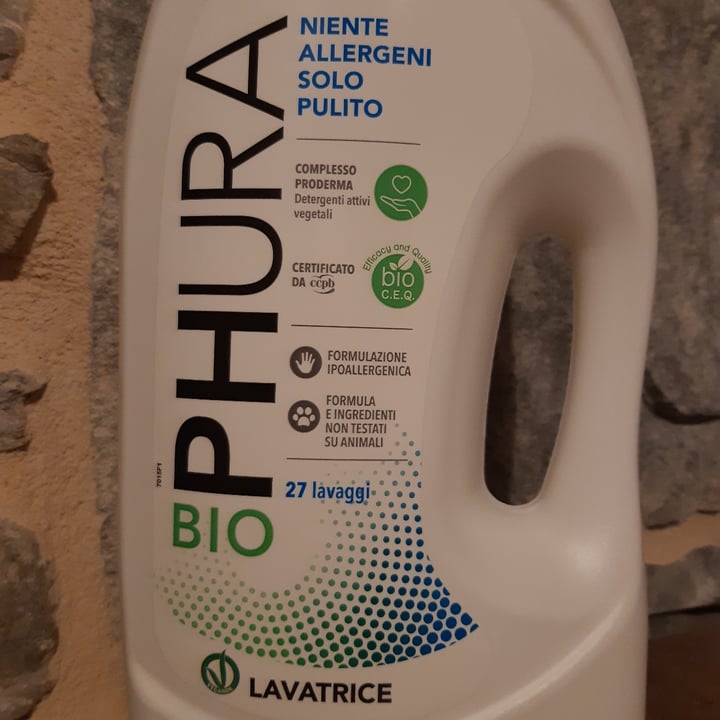 PHURA
BIO
NIENTE
ALLERGENI
SOLO
PULITO
COMPLESSO
PRODERMA
Detergenti attivi
vegetali
CERTIFICATO
DA ccpb
Efficacy and Quality
bio
C.E.Q.
FORMULAZIONE
IPOALLERGENICA
FORMULA
E INGREDIENTI
NON TESTATI
SU ANIMALI
27 lavaggi
LAVATRICE